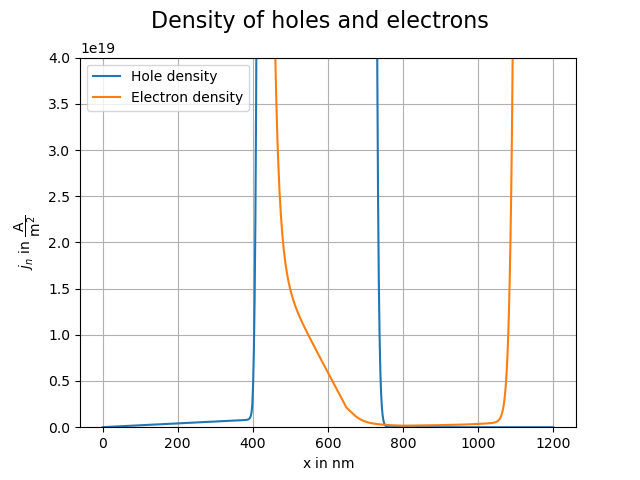 Density of holes and electrons
1e19
Hole density
Electron density
4.0
3.5
3.0
2.5
2.0
1.5
1.0
0.5
0.0
j_n in A/m^2
0 200 400 600 800 1000 1200
x in nm